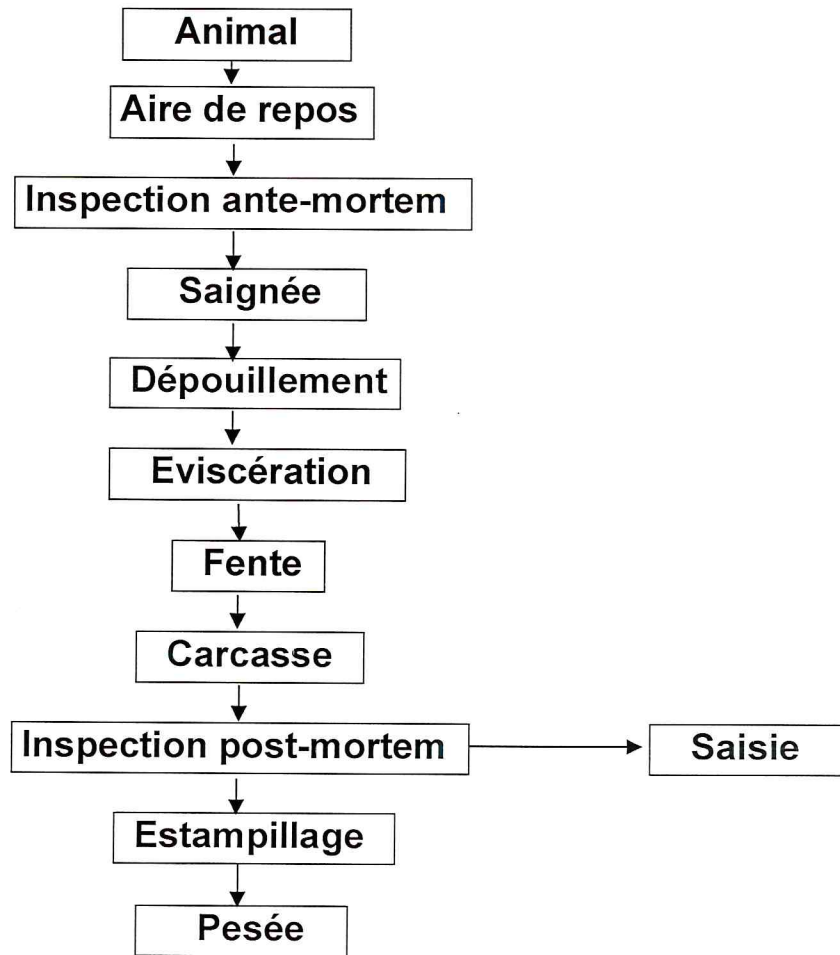 Animal
Aire de repos
Inspection ante-mortem
Saignée
Dépouillement
Eviscération
Fente
Carcasse
Inspection post-mortem
Saisie
Estampillage
Pesée